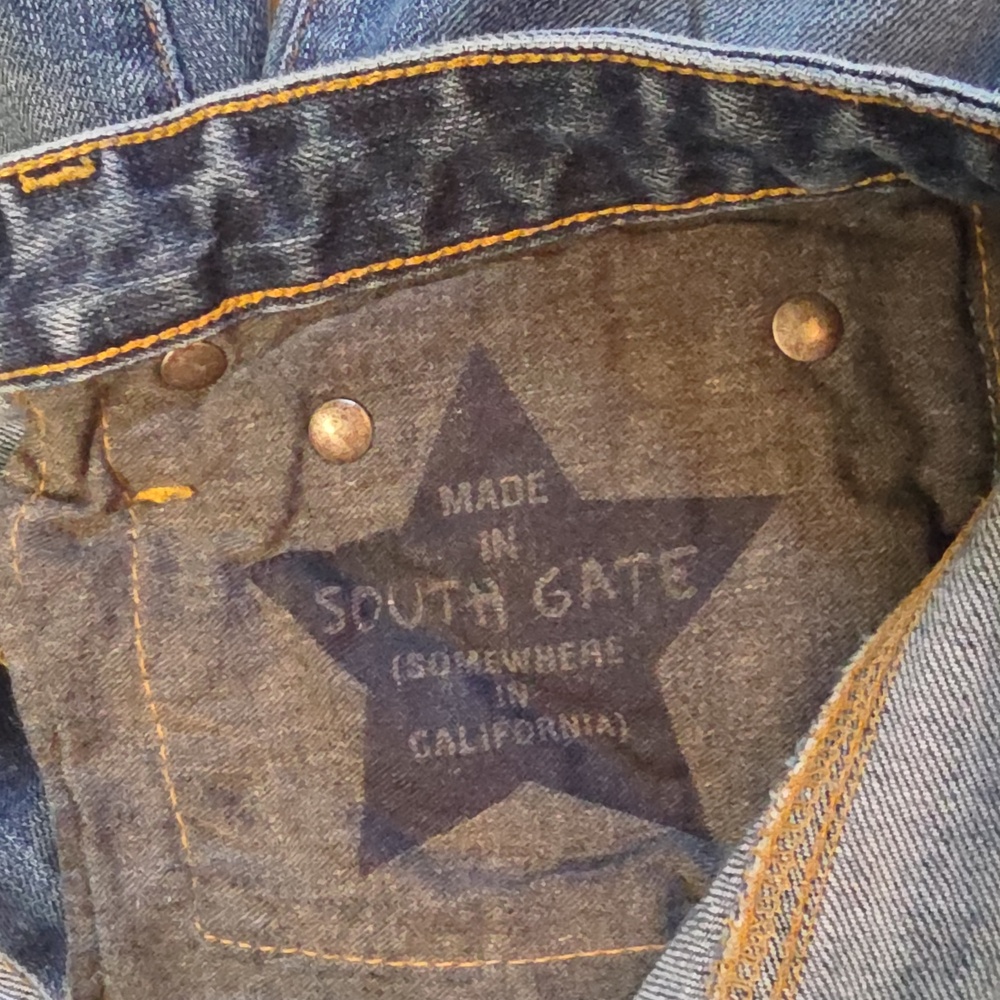 MADE
IN
SOUTH GATE
(SOMEWHERE
IN
CALIFORNIA)